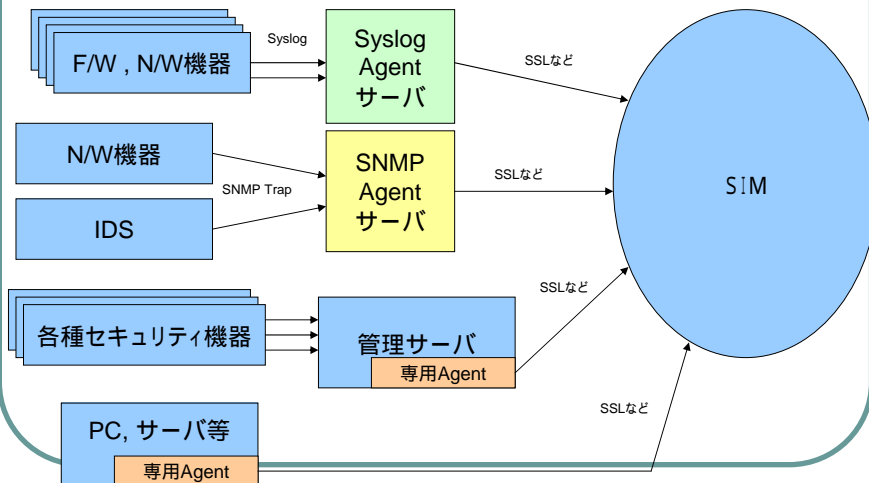 F/W , N/W機器
Syslog
Syslog
Agent
サーバ
SSLなど
N/W機器
SNMP Trap
IDS
SNMP
Agent
サーバ
SSLなど
SIM
各種セキュリティ機器
管理サーバ
専用Agent
SSLなど
PC, サーバ等
専用Agent
SSLなど